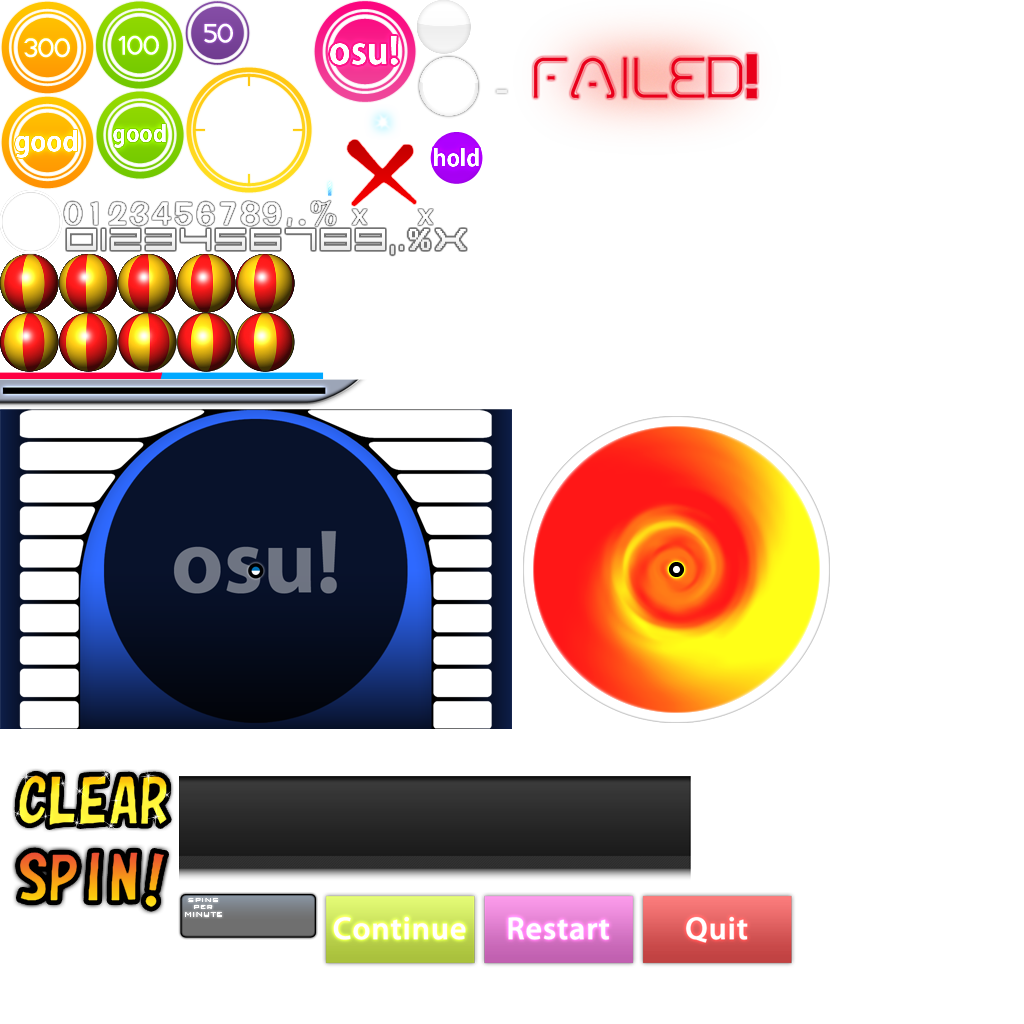 300
100
50
osu!
FAILED!
good
good
hold
0123456789,.% x x
0123456789,.%X
osu!
CLEAR
SPIN!
SPINS
PER
MINUTE
Continue
Restart
Quit